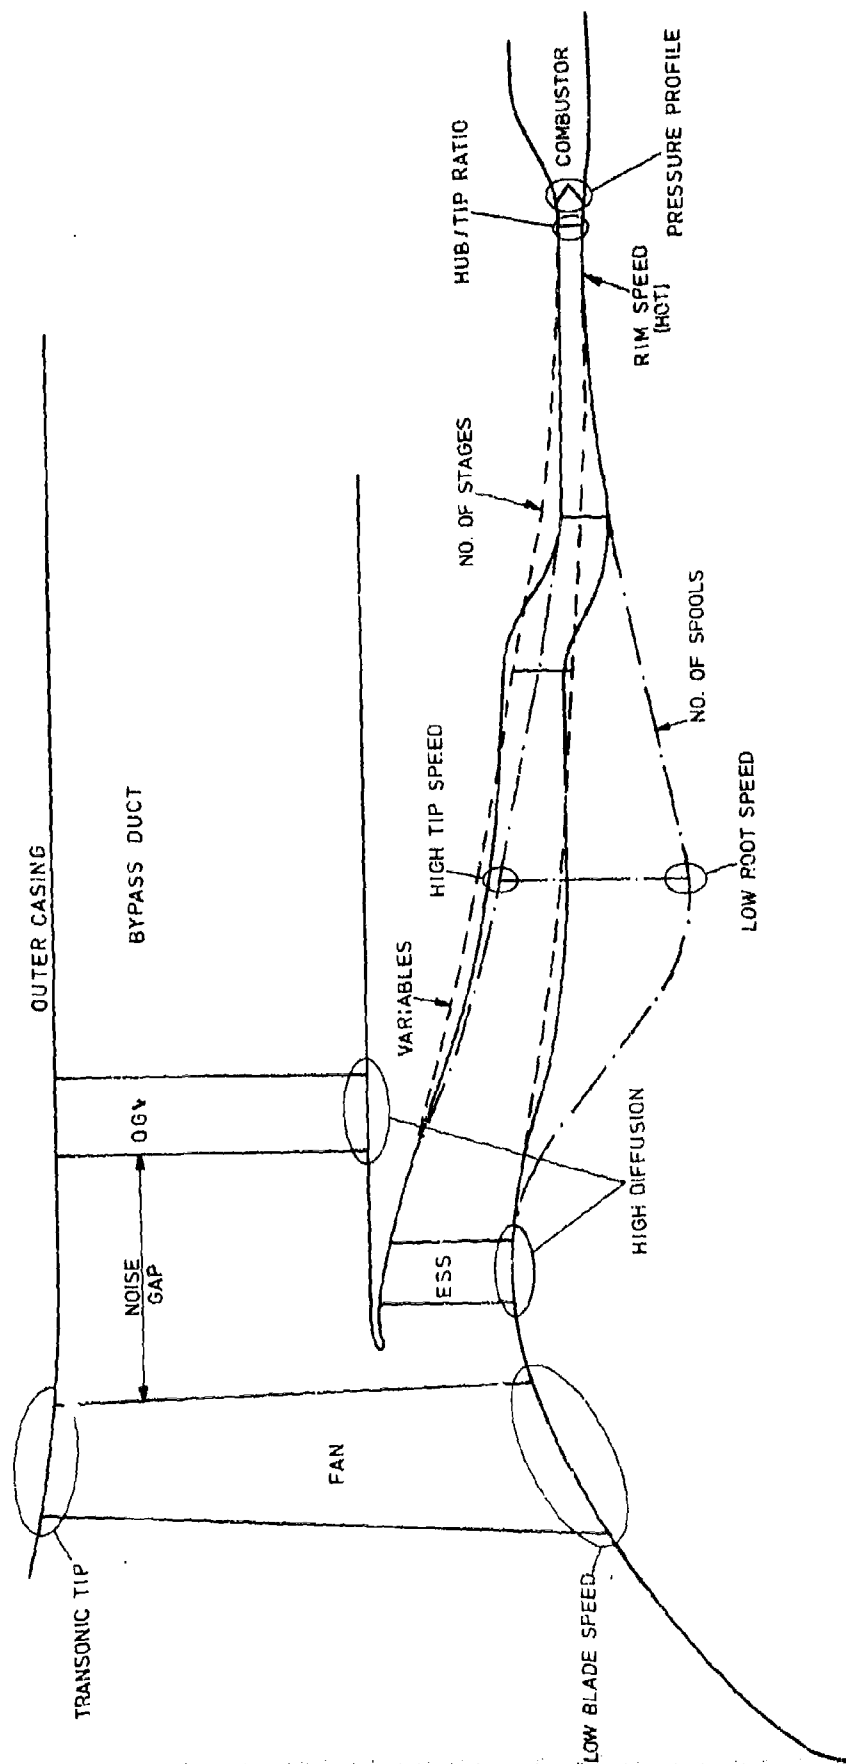 OUTER CASING
BYPASS DUCT
TRANSONIC TIP
FAN
NOISE
GAP
OGV
LOW BLADE SPEED
ESS
HIGH DIFFUSION
VARIABLES
HIGH TIP SPEED
LOW ROOT SPEED
NO. OF SPOOLS
NO. OF STAGES
HUB/TIP RATIO
RIM SPEED
(HOT)
COMBUSTOR
PRESSURE PROFILE